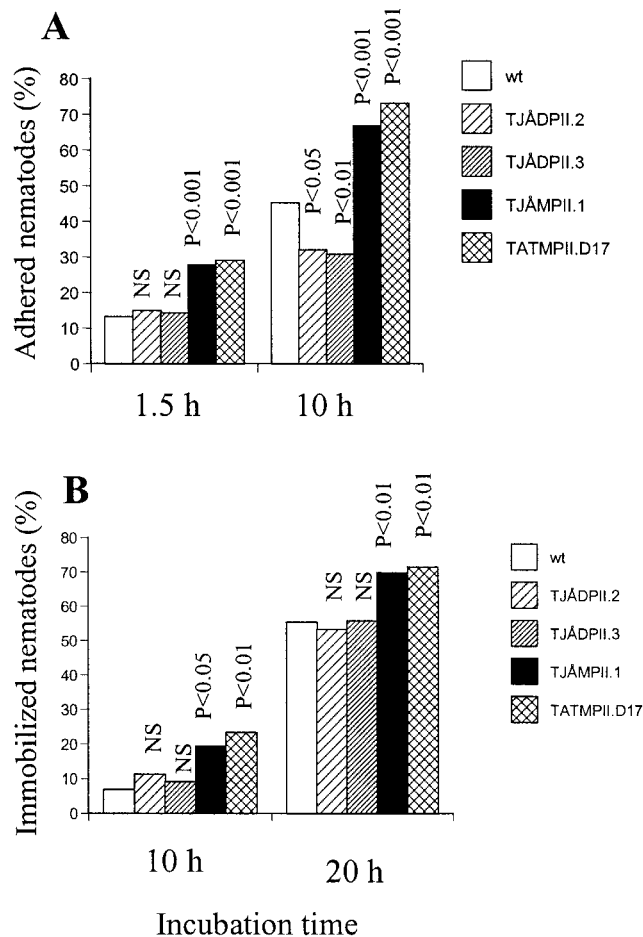 A
Adhered nematodes (%)
80
70
60
50
40
30
20
10
0
NS
NS
P<0.001
P<0.001
P<0.05
P<0.01
P<0.001
P<0.001
1.5 h
10 h
wt
TJÅDPII.2
TJÅDPII.3
TJÅMPII.1
TATMPII.D17
B
Immobilized nematodes (%)
80
70
60
50
40
30
20
10
0
NS
NS
P<0.05
P<0.01
NS
NS
P<0.01
P<0.01
10 h
20 h
wt
TJÅDPII.2
TJÅDPII.3
TJÅMPII.1
TATMPII.D17
Incubation time